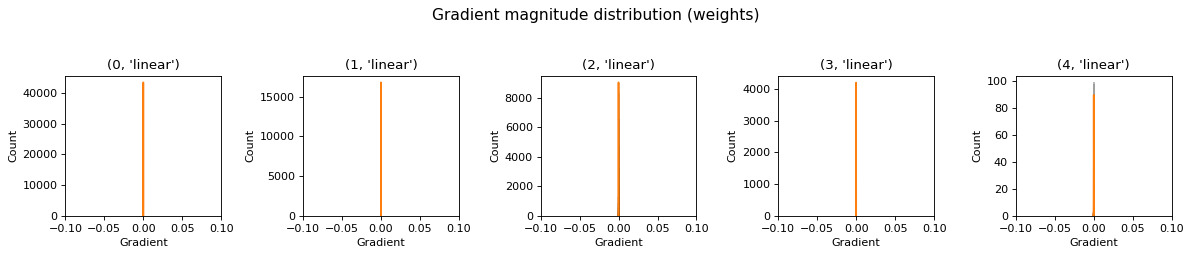 Gradient magnitude distribution (weights)
(0, 'linear')
Count
40000
30000
20000
10000
0
−0.10 −0.05 0.00 0.05 0.10
Gradient
(1, 'linear')
Count
15000
10000
5000
0
−0.10 −0.05 0.00 0.05 0.10
Gradient
(2, 'linear')
Count
8000
6000
4000
2000
0
−0.10 −0.05 0.00 0.05 0.10
Gradient
(3, 'linear')
Count
4000
3000
2000
1000
0
−0.10 −0.05 0.00 0.05 0.10
Gradient
(4, 'linear')
Count
100
80
60
40
20
0
−0.10 −0.05 0.00 0.05 0.10
Gradient